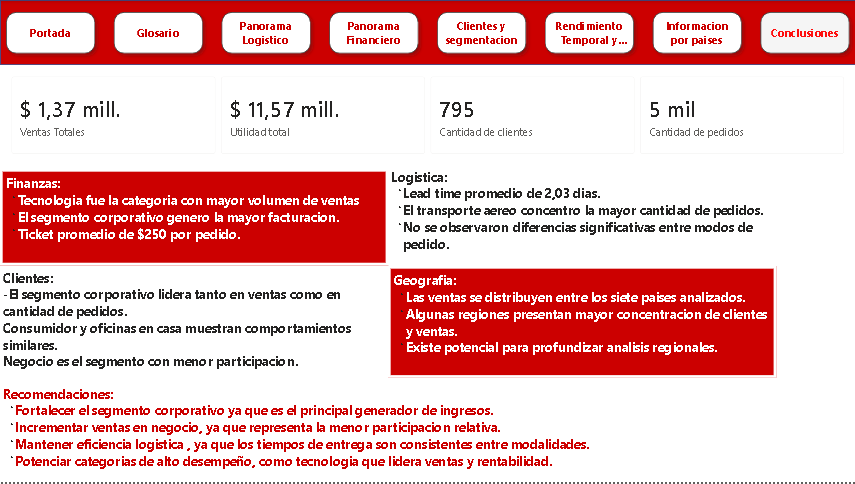 Portada
Glosario
Panorama
Logistico
Panorama
Financiero
Clientes y
segmentacion
Rendimiento
Temporal y...
Informacion
por paises
Conclusiones
$ 1,37 mill.
Ventas Totales
$ 11,57 mill.
Utilidad total
795
Cantidad de clientes
5 mil
Cantidad de pedidos
Finanzas:
Tecnologia fue la categoria con mayor volumen de ventas
El segmento corporativo genero la mayor facturacion.
Ticket promedio de $250 por pedido.
Logistica:
`Lead time promedio de 2,03 dias.
`El transporte aereo concentro la mayor cantidad de pedidos.
`No se observaron diferencias significativas entre modos de
pedido.
Clientes:
-El segmento corporativo lidera tanto en ventas como en
cantidad de pedidos.
Consumidor y oficinas en casa muestran comportamientos
similares.
Negocio es el segmento con menor participacion.
Geografia:
`Las ventas se distribuyen entre los siete paises analizados.
Algunas regiones presentan mayor concentracion de clientes
y ventas.
`Existe potencial para profundizar analisis regionales.
Recomendaciones:
`Fortalecer el segmento corporativo ya que es el principal generador de ingresos.
`Incrementar ventas en negocio, ya que representa la menor participacion relativa.
`Mantener eficiencia logistica , ya que los tiempos de entrega son consistentes entre modalidades.
`Potenciar categorias de alto desempeño, como tecnologia que lidera ventas y rentabilidad.